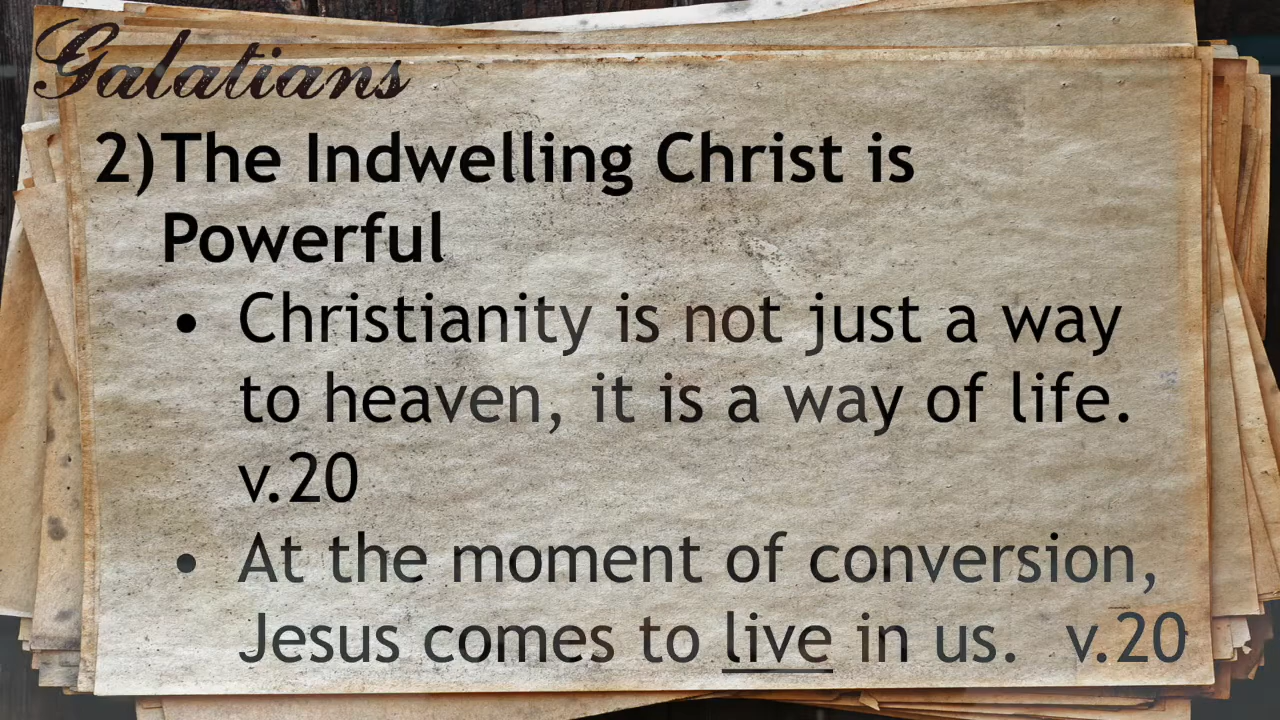 Galatians
2) The Indwelling Christ is
Powerful
• Christianity is not just a way
to heaven, it is a way of life.
v.20
• At the moment of conversion,
Jesus comes to live in us. v.20